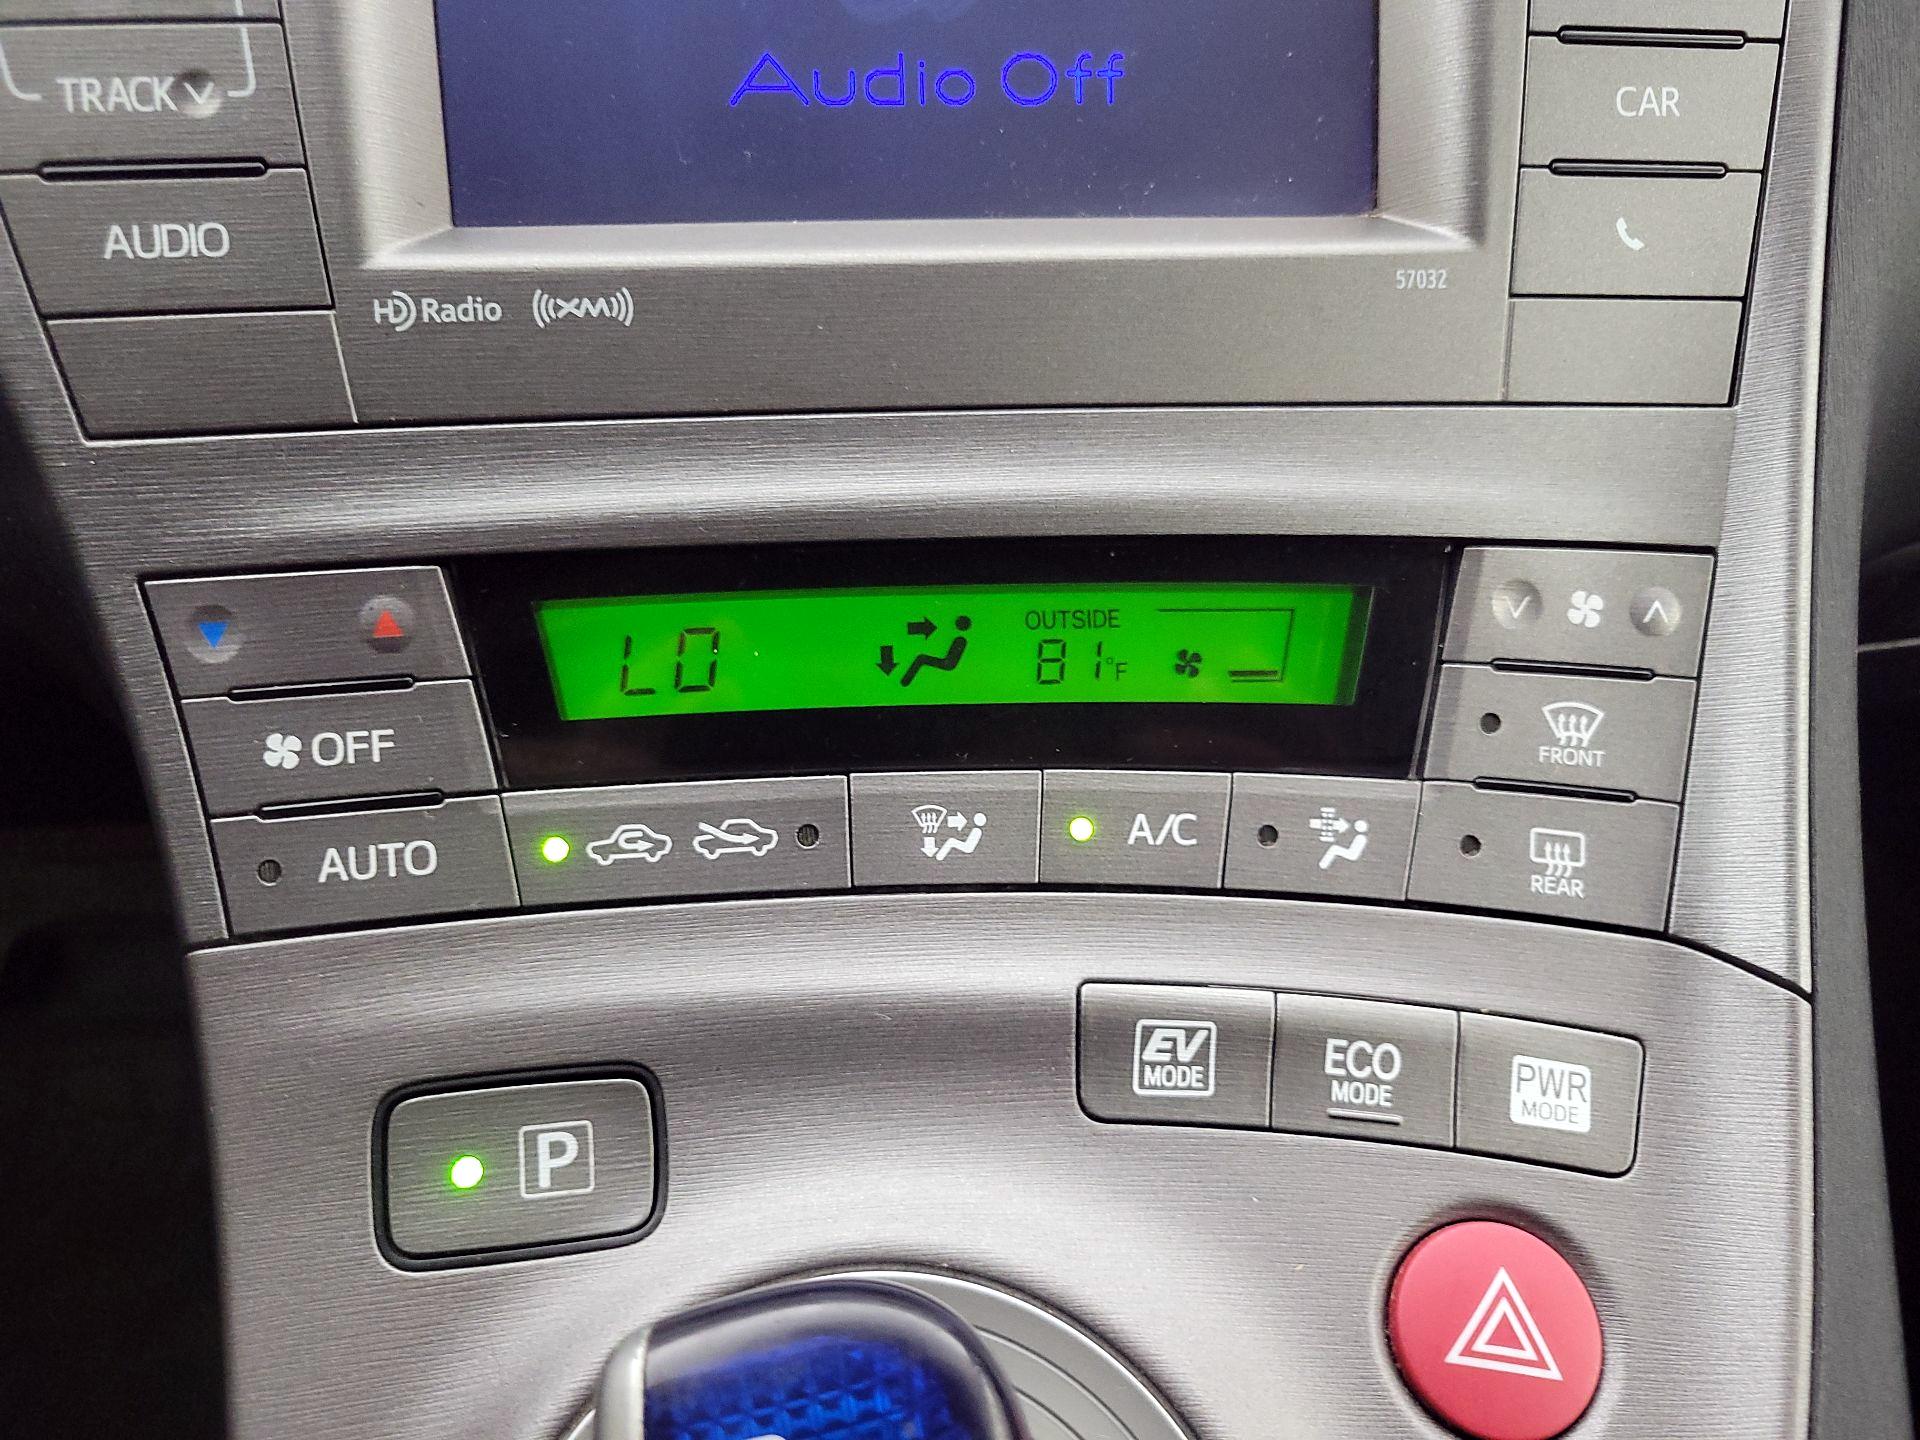 Audio Off
TRACK
CAR
AUDIO
HD Radio
XM
57032
LO
OUTSIDE
81°F
OFF
FRONT
AUTO
A/C
REAR
EV
MODE
ECO
MODE
PWR
MODE
P